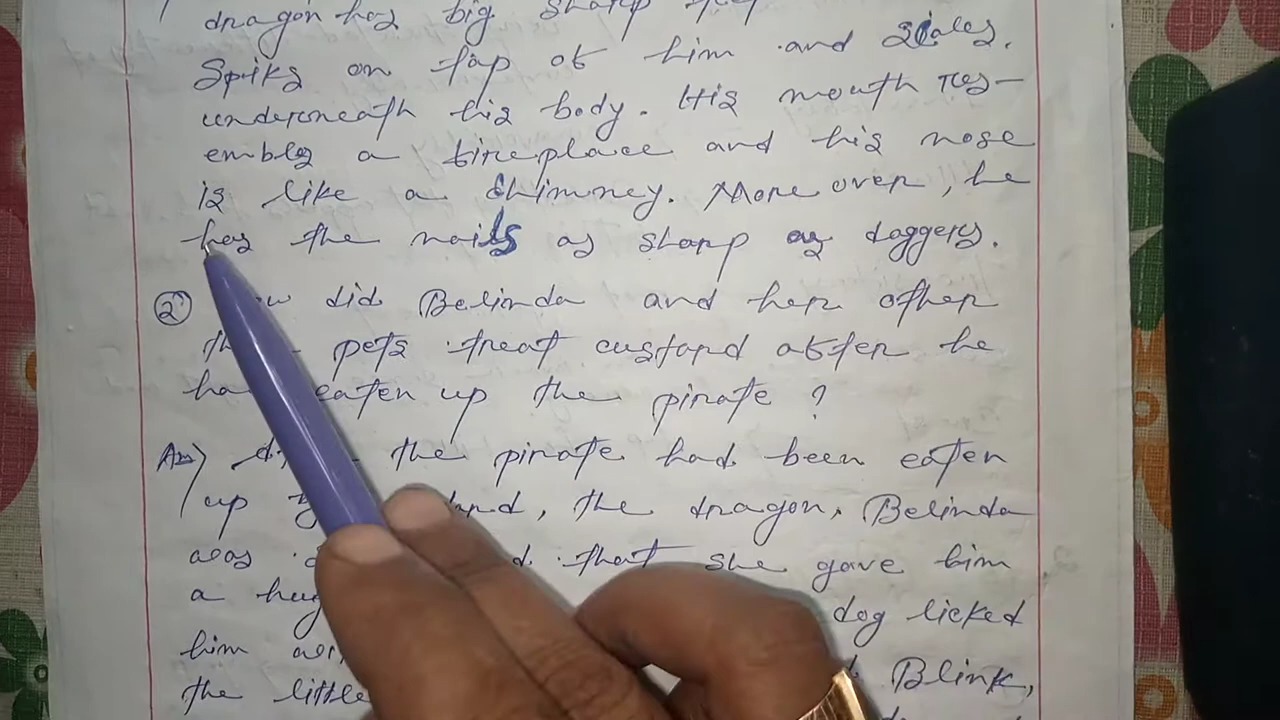 dragon has big sharp
Spiks on top of him and Scales.
underneath his body. His mouth res-
embles a fireplace and his nose
is like a chimney. More over, he
has the nails as sharp as daggers.
2 did Belinda and her other
pets treat custard after he
eaten up the pirate ?
Ans) the pirate had been eaten
up the dragon, Belinda
was that she gave him
a dog licked
him
the little Blink,